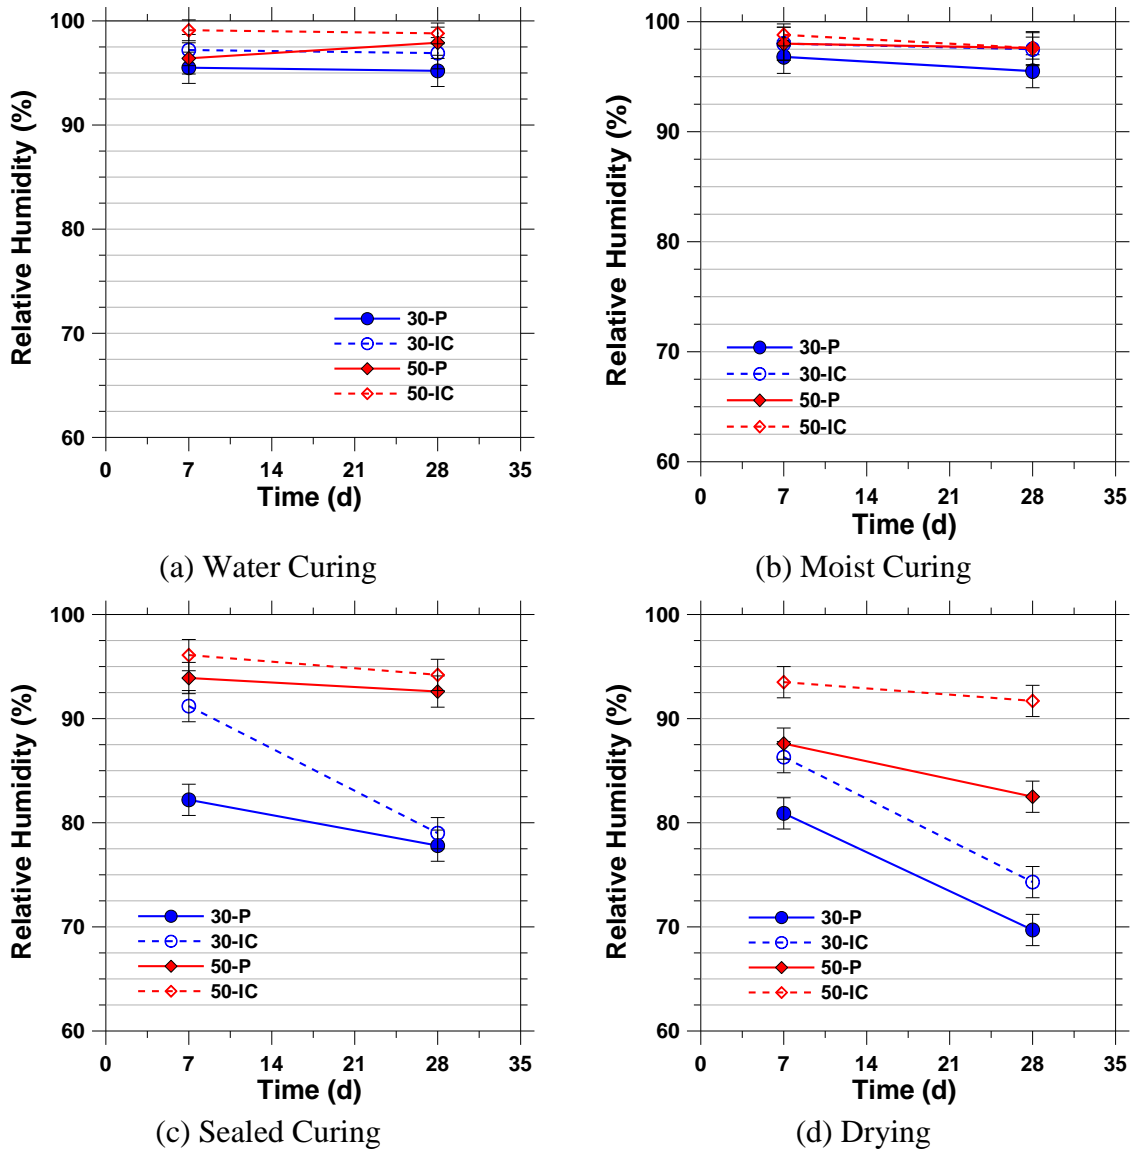 Relative Humidity (%)
100
90
80
70
60
30-P
30-IC
50-P
50-IC
0 7 14 21 28 35
Time (d)
(a) Water Curing
Relative Humidity (%)
100
90
80
70
60
30-P
30-IC
50-P
50-IC
0 7 14 21 28 35
Time (d)
(b) Moist Curing
Relative Humidity (%)
100
90
80
70
60
30-P
30-IC
50-P
50-IC
0 7 14 21 28 35
Time (d)
(c) Sealed Curing
Relative Humidity (%)
100
90
80
70
60
30-P
30-IC
50-P
50-IC
0 7 14 21 28 35
Time (d)
(d) Drying